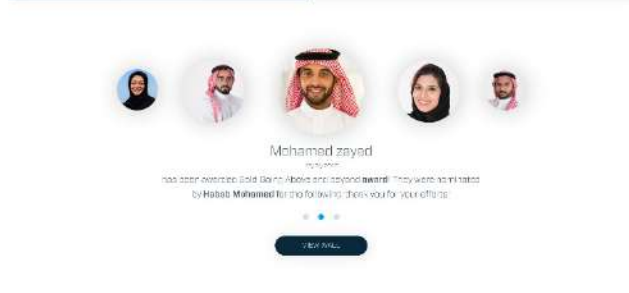 Mohamed zayed
has been awarded Gold Going Above and beyond award! They were nominated
by Habab Mohamed for the following: thank you for your efforts
VIEW WALL